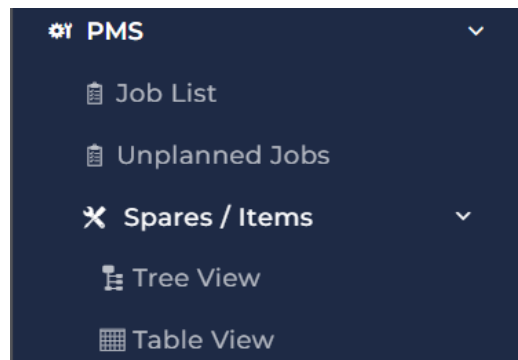 PMS
Job List
Unplanned Jobs
Spares / Items
Tree View
Table View